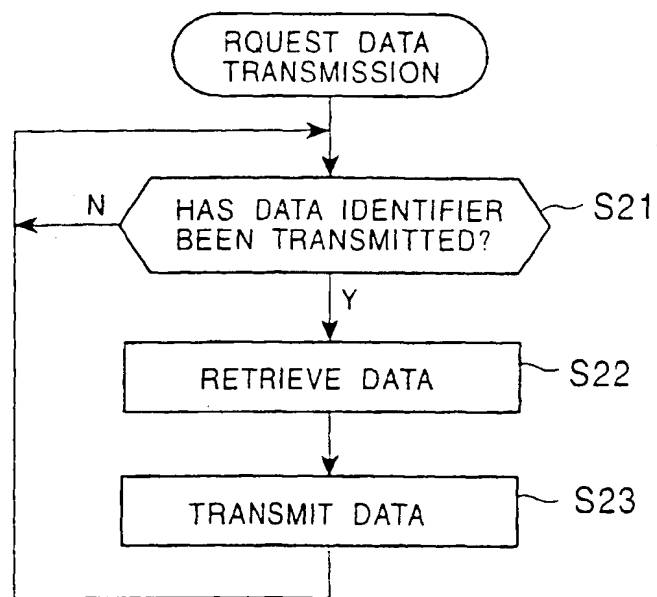 RQUEST DATA
TRANSMISSION
N
HAS DATA IDENTIFIER
BEEN TRANSMITTED?
S21
Y
RETRIEVE DATA
S22
TRANSMIT DATA
S23